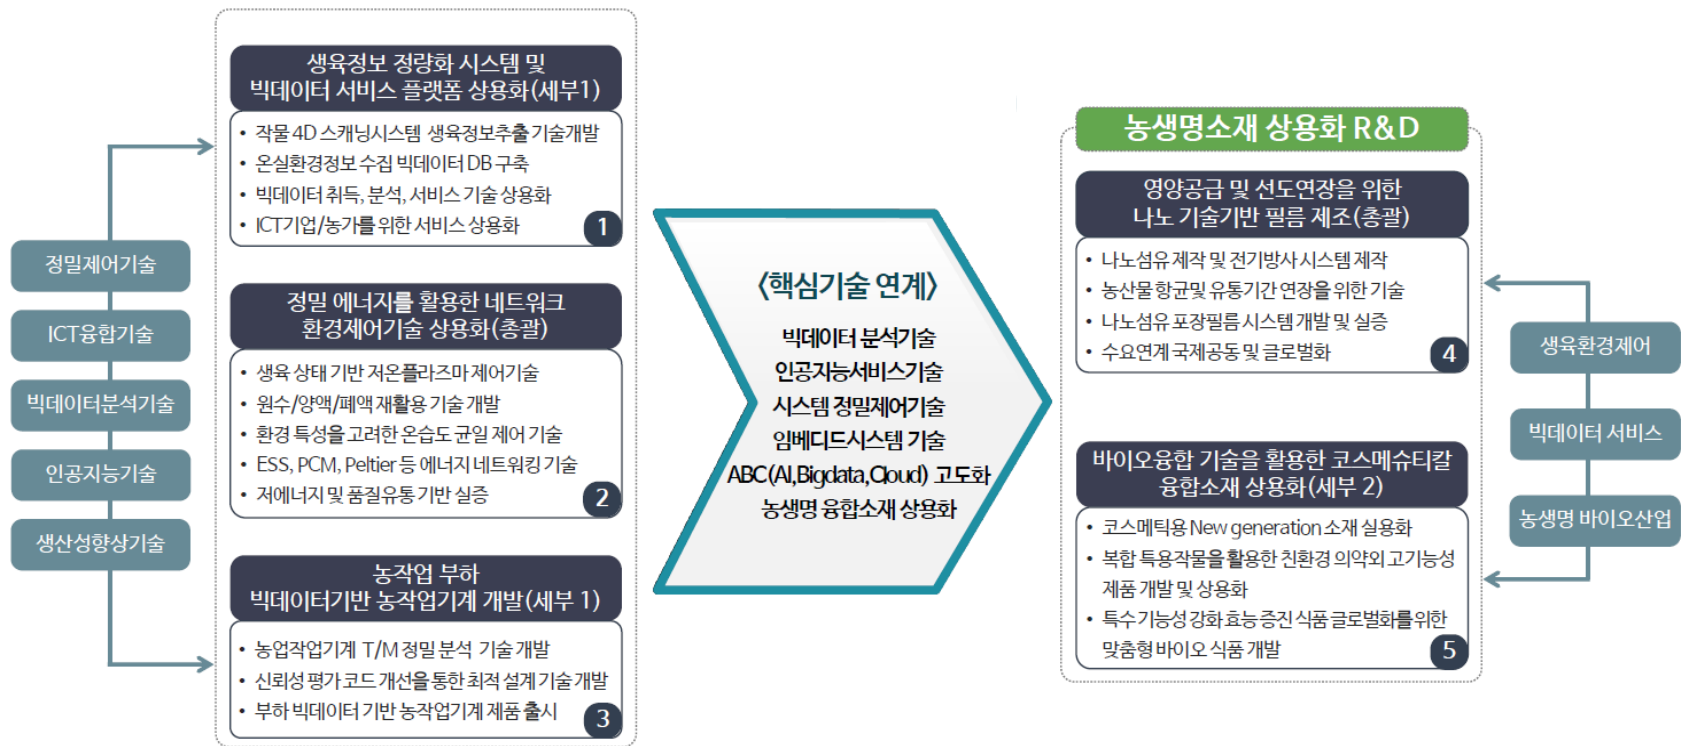 정밀제어기술
ICT융합기술
빅데이터분석기술
인공지능기술
생산성향상기술
생육정보 정량화 시스템 및
빅데이터 서비스 플랫폼 상용화(세부1)
• 작물 4D 스캐닝시스템 생육정보추출 기술개발
• 온실환경정보 수집 빅데이터 DB 구축
• 빅데이터 취득, 분석, 서비스 기술 상용화
• ICT기업/농가를 위한 서비스 상용화
1
정밀 에너지를 활용한 네트워크
환경제어기술 상용화(총괄)
• 생육 상태 기반 저온플라즈마 제어기술
• 원수/양액/폐액 재활용 기술 개발
• 환경 특성을 고려한 온습도 균일 제어 기술
• ESS, PCM, Peltier 등 에너지 네트워킹 기술
• 저에너지 및 품질유통 기반 실증
2
농작업 부하
빅데이터기반 농작업기계 개발(세부 1)
• 농업작업기계 T/M 정밀 분석 기술 개발
• 신뢰성 평가 코드 개선을 통한 최적 설계 기술 개발
• 부하 빅데이터 기반 농작업기계 제품 출시
3
〈핵심기술 연계〉
빅데이터 분석기술
인공지능서비스기술
시스템 정밀제어기술
임베디드시스템 기술
ABC(AI,Bigdata,Cloud) 고도화
농생명 융합소재 상용화
농생명소재 상용화 R&D
영양공급 및 선도연장을 위한
나노 기술기반 필름 제조(총괄)
• 나노섬유 제작 및 전기방사 시스템 제작
• 농산물 항균및 유통기간 연장을 위한 기술
• 나노섬유 포장필름 시스템 개발 및 실증
• 수요연계 국제공동 및 글로벌화
4
바이오융합 기술을 활용한 코스메슈티칼
융합소재 상용화(세부 2)
• 코스메틱용 New generation 소재 실용화
• 복합 특용작물을 활용한 친환경 의약외 고기능성
제품 개발 및 상용화
• 특수 기능성 강화 효능 증진 식품 글로벌화를 위한
맞춤형 바이오 식품 개발
5
생육환경제어
빅데이터 서비스
농생명 바이오산업